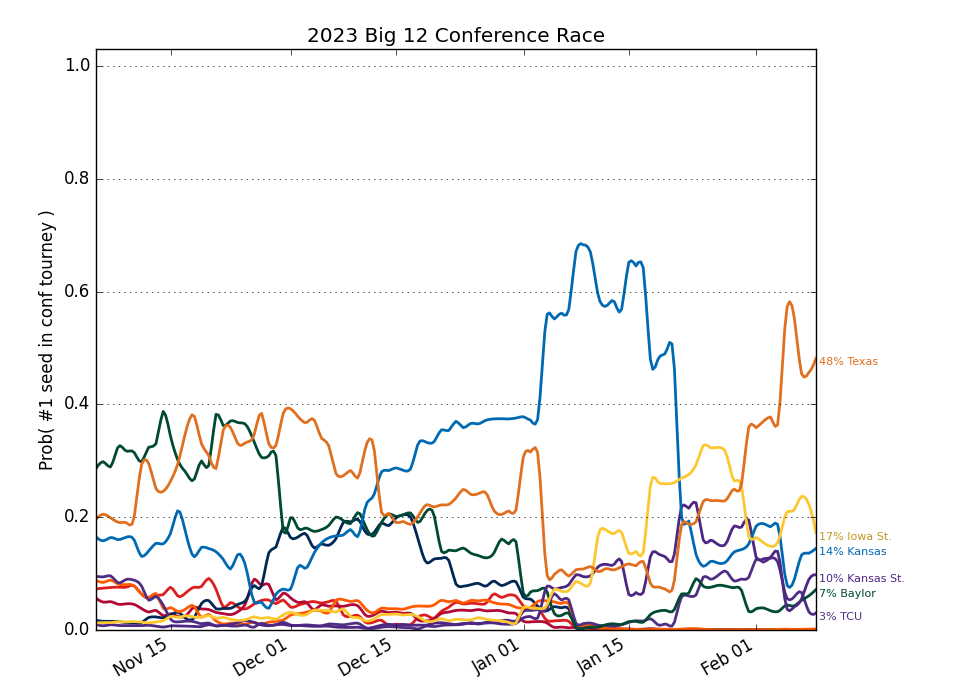 2023 Big 12 Conference Race
Prob( #1 seed in conf tourney )
1.0
0.8
0.6
0.4
0.2
0.0
48% Texas
17% Iowa St.
14% Kansas
10% Kansas St.
7% Baylor
3% TCU
Nov 15
Dec 01
Dec 15
Jan 01
Jan 15
Feb 01